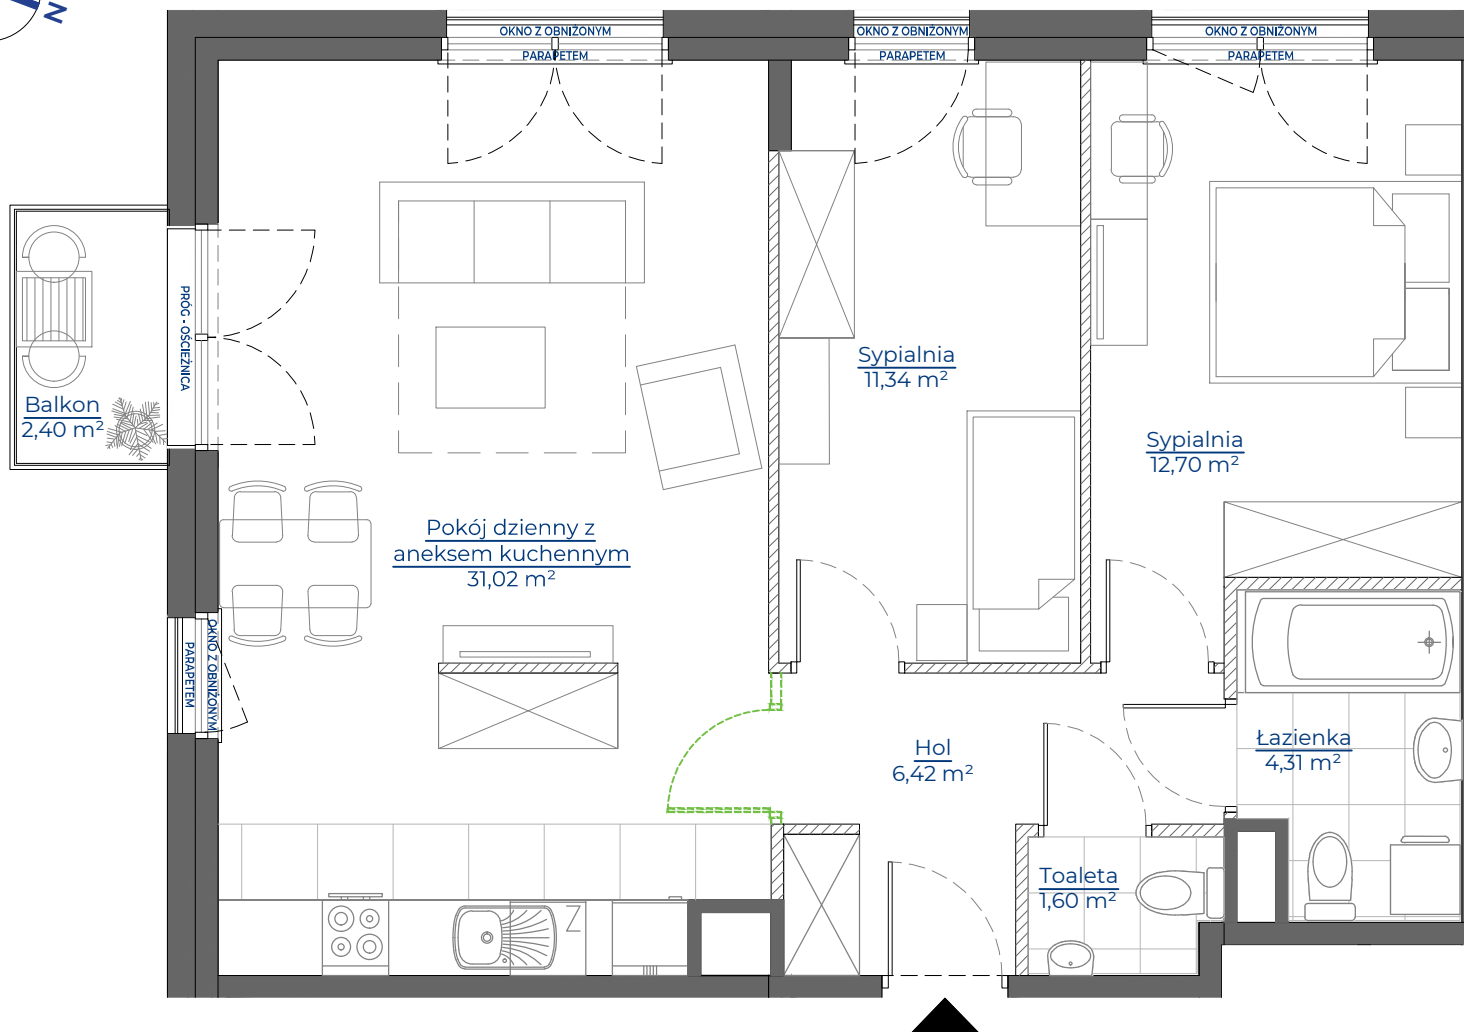 N
OKNO Z OBNIŻONYM
PARAPETEM
OKNO Z OBNIŻONYM
PARAPETEM
OKNO Z OBNIŻONYM
PARAPETEM
PRÓG - OŚCIEŻNICA
Sypialnia
11,34 m²
Balkon
2,40 m²
Sypialnia
12,70 m²
Pokój dzienny z
aneksem kuchennym
31,02 m²
OKNO Z OBNIŻONYM
PARAPETEM
Hol
6,42 m²
Łazienka
4,31 m²
Toaleta
1,60 m²
Z